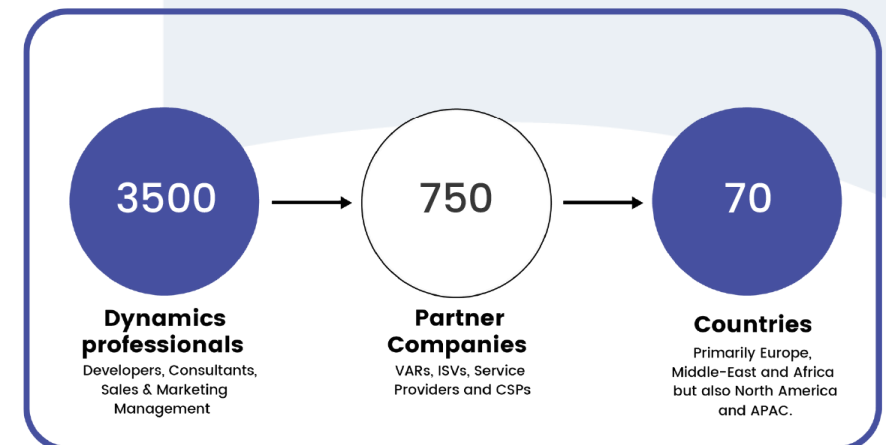 3500
Dynamics
professionals
Developers, Consultants,
Sales & Marketing
Management
750
Partner
Companies
VARs, ISVs, Service
Providers and CSPs
70
Countries
Primarily Europe,
Middle-East and Africa
but also North America
and APAC.